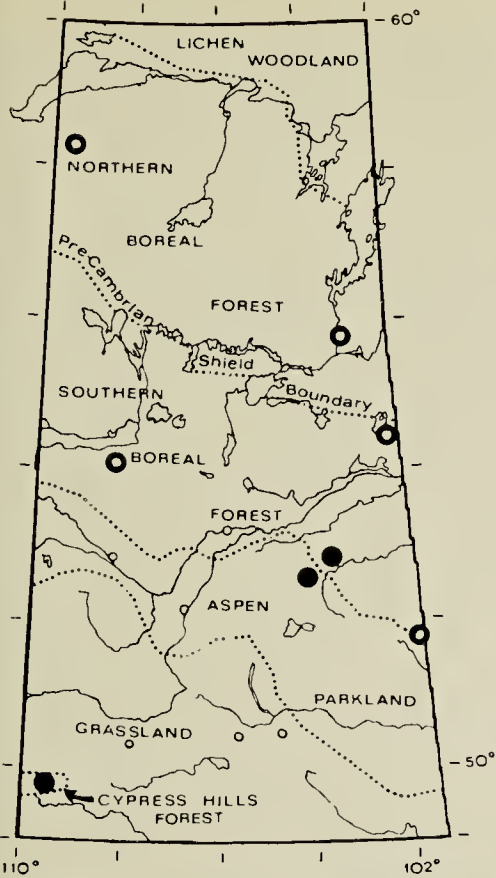 60°
LICHEN
WOODLAND
NORTHERN
BOREAL
PreCambrian
FOREST
Shield
SOUTHERN
Boundary
BOREAL
FOREST
ASPEN
PARKLAND
GRASSLAND
50°
CYPRESS HILLS
FOREST
110°
102°